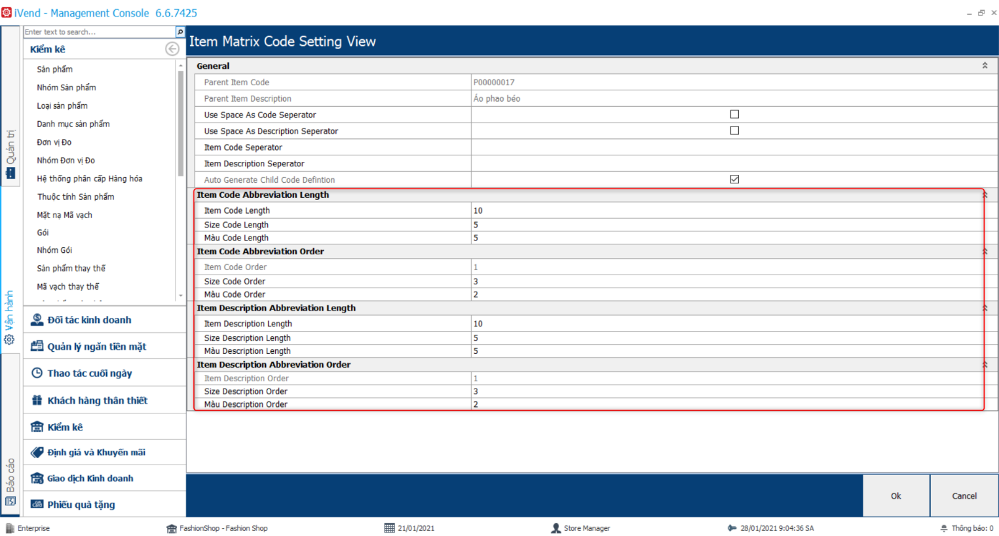 iVend - Management Console 6.6.7425
Enter text to search...
Kiểm kê
Sản phẩm
Nhóm Sản phẩm
Loại sản phẩm
Danh mục sản phẩm
Đơn vị Đo
Nhóm Đơn vị Đo
Hệ thống phân cấp Hàng hóa
Thuộc tính Sản phẩm
Mặt nạ Mã vạch
Gói
Nhóm Gói
Sản phẩm thay thế
Mã vạch thay thế
Đối tác kinh doanh
Quản lý ngăn tiền mặt
Thao tác cuối ngày
Khách hàng thân thiết
Kiểm kê
Định giá và Khuyến mãi
Giao dịch Kinh doanh
Phiếu quà tặng
Quản trị
Vận hành
Báo cáo
Item Matrix Code Setting View
General
Parent Item Code P00000017
Parent Item Description Áo phao béo
Use Space As Code Seperator
Use Space As Description Seperator
Item Code Seperator
Item Description Seperator
Auto Generate Child Code Defintion
Item Code Abbreviation Length
Item Code Length 10
Size Code Length 5
Màu Code Length 5
Item Code Abbreviation Order
Item Code Order 1
Size Code Order 3
Màu Code Order 2
Item Description Abbreviation Length
Item Description Length 10
Size Description Length 5
Màu Description Length 5
Item Description Abbreviation Order
Item Description Order 1
Size Description Order 3
Màu Description Order 2
Ok Cancel
Enterprise FashionShop - Fashion Shop 21/01/2021 Store Manager 28/01/2021 9:04:36 SA Thông báo: 0